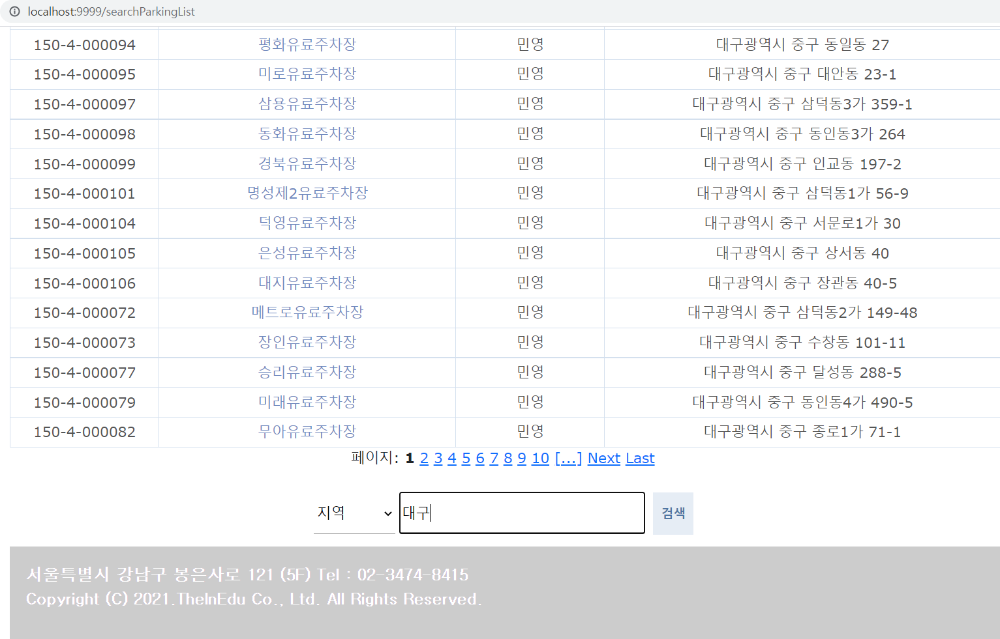 localhost:9999/searchParkingList
150-4-000094 평화유료주차장 민영 대구광역시 중구 동일동 27
150-4-000095 미로유료주차장 민영 대구광역시 중구 대안동 23-1
150-4-000097 삼용유료주차장 민영 대구광역시 중구 삼덕동3가 359-1
150-4-000098 동화유료주차장 민영 대구광역시 중구 동인동3가 264
150-4-000099 경북유료주차장 민영 대구광역시 중구 인교동 197-2
150-4-000101 명성제2유료주차장 민영 대구광역시 중구 삼덕동1가 56-9
150-4-000104 덕영유료주차장 민영 대구광역시 중구 서문로1가 30
150-4-000105 은성유료주차장 민영 대구광역시 중구 상서동 40
150-4-000106 대지유료주차장 민영 대구광역시 중구 장관동 40-5
150-4-000072 메트로유료주차장 민영 대구광역시 중구 삼덕동2가 149-48
150-4-000073 장인유료주차장 민영 대구광역시 중구 수창동 101-11
150-4-000077 승리유료주차장 민영 대구광역시 중구 달성동 288-5
150-4-000079 미래유료주차장 민영 대구광역시 중구 동인동4가 490-5
150-4-000082 무아유료주차장 민영 대구광역시 중구 종로1가 71-1
페이지: 1 2 3 4 5 6 7 8 9 10 [...] Next Last
지역 대구 검색
서울특별시 강남구 봉은사로 121 (5F) Tel : 02-3474-8415
Copyright (C) 2021.TheInEdu Co., Ltd. All Rights Reserved.